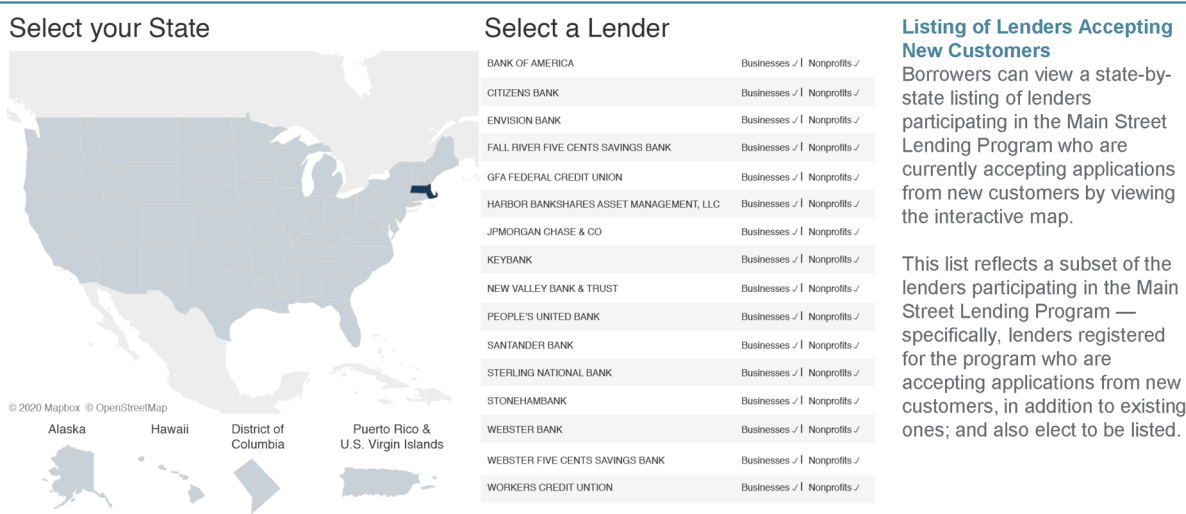 Select your State
© 2020 Mapbox © OpenStreetMap
Alaska
Hawaii
District of
Columbia
Puerto Rico &
U.S. Virgin Islands
Select a Lender
BANK OF AMERICA Businesses ✓ | Nonprofits ✓
CITIZENS BANK Businesses ✓ | Nonprofits ✓
ENVISION BANK Businesses ✓ | Nonprofits ✓
FALL RIVER FIVE CENTS SAVINGS BANK Businesses ✓ | Nonprofits ✓
GFA FEDERAL CREDIT UNION Businesses ✓ | Nonprofits ✓
HARBOR BANKSHARES ASSET MANAGEMENT, LLC Businesses ✓ | Nonprofits ✓
JPMORGAN CHASE & CO Businesses ✓ | Nonprofits ✓
KEYBANK Businesses ✓ | Nonprofits ✓
NEW VALLEY BANK & TRUST Businesses ✓ | Nonprofits ✓
PEOPLE'S UNITED BANK Businesses ✓ | Nonprofits ✓
SANTANDER BANK Businesses ✓ | Nonprofits ✓
STERLING NATIONAL BANK Businesses ✓ | Nonprofits ✓
STONEHAMBANK Businesses ✓ | Nonprofits ✓
WEBSTER BANK Businesses ✓ | Nonprofits ✓
WEBSTER FIVE CENTS SAVINGS BANK Businesses ✓ | Nonprofits ✓
WORKERS CREDIT UNTION Businesses ✓ | Nonprofits ✓
Listing of Lenders Accepting
New Customers
Borrowers can view a state-by-
state listing of lenders
participating in the Main Street
Lending Program who are
currently accepting applications
from new customers by viewing
the interactive map.
This list reflects a subset of the
lenders participating in the Main
Street Lending Program —
specifically, lenders registered
for the program who are
accepting applications from new
customers, in addition to existing
ones; and also elect to be listed.